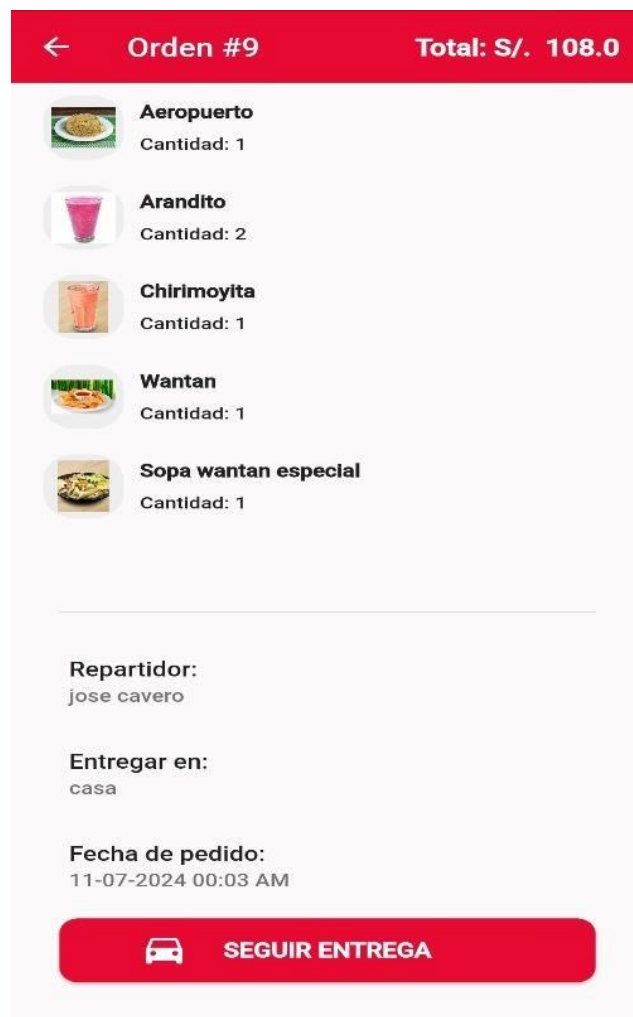 Orden #9 Total: S/. 108.0
Aeropuerto
Cantidad: 1
Arandito
Cantidad: 2
Chirimoyita
Cantidad: 1
Wantan
Cantidad: 1
Sopa wantan especial
Cantidad: 1
Repartidor:
jose cavero
Entregar en:
casa
Fecha de pedido:
11-07-2024 00:03 AM
SEGUIR ENTREGA